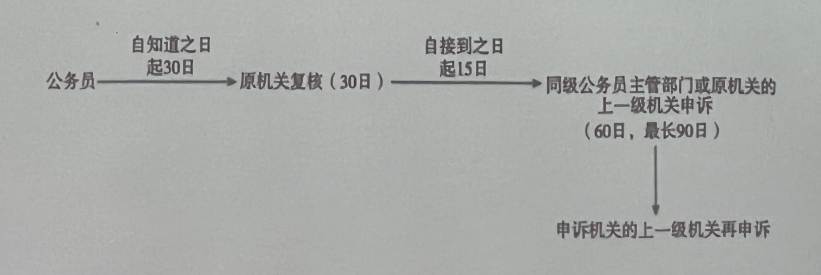 自知道之日
起30日
公务员
原机关复核（30日）
自接到之日
起15日
同级公务员主管部门或原机关的
上一级机关申诉
（60日，最长90日）
申诉机关的上一级机关再申诉